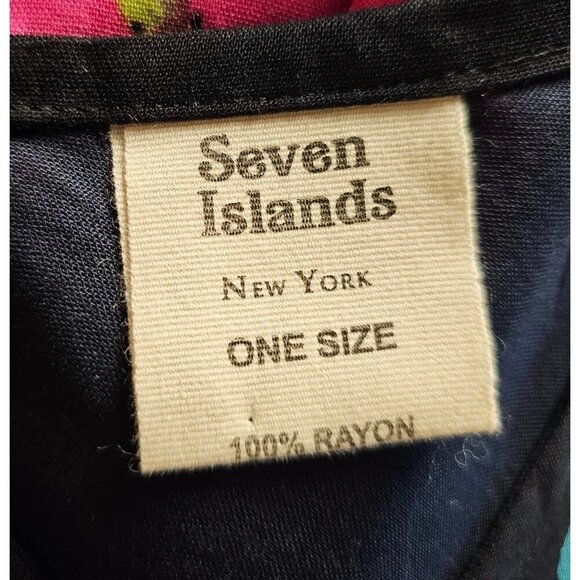 Seven
Islands
NEW YORK
ONE SIZE
100% RAYON